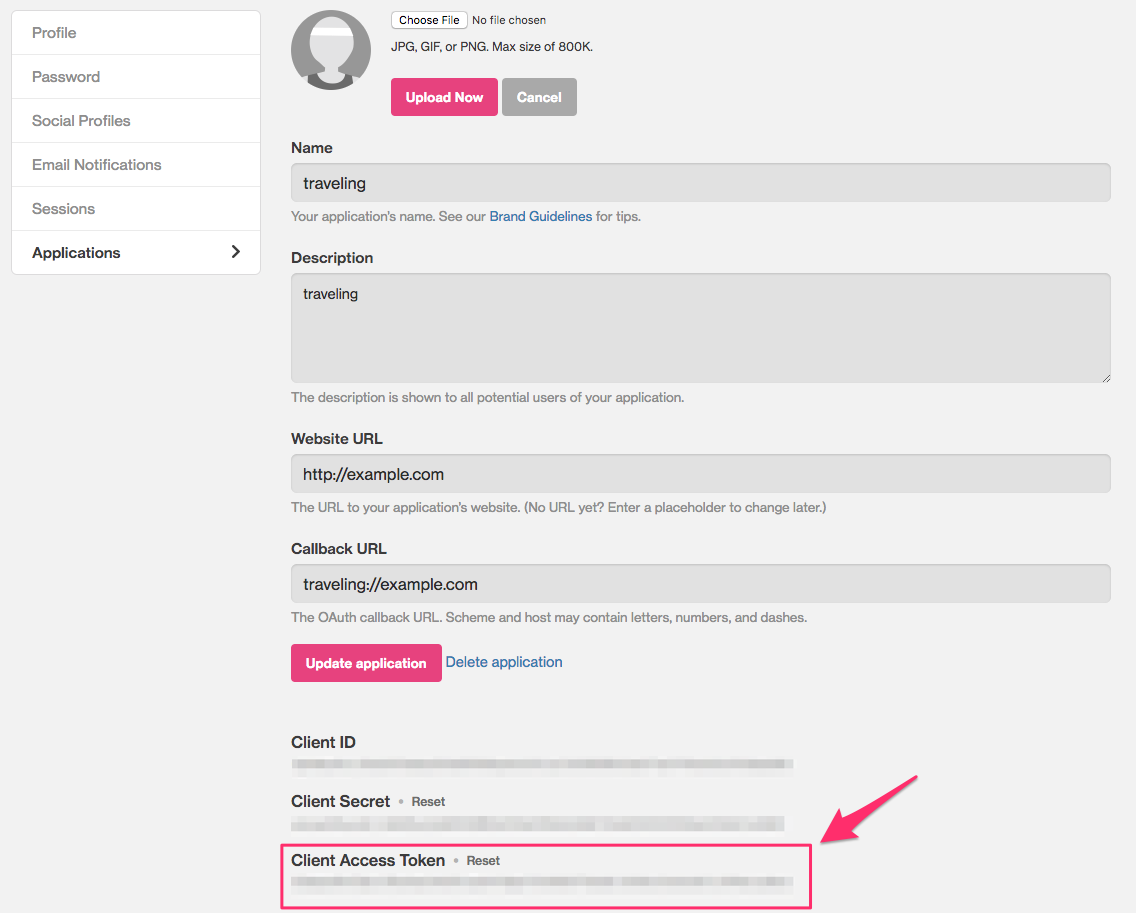 Profile
Password
Social Profiles
Email Notifications
Sessions
Applications
Choose File No file chosen
JPG, GIF, or PNG. Max size of 800K.
Upload Now Cancel
Name
traveling
Your application's name. See our Brand Guidelines for tips.
Description
traveling
The description is shown to all potential users of your application.
Website URL
http://example.com
The URL to your application's website. (No URL yet? Enter a placeholder to change later.)
Callback URL
traveling://example.com
The OAuth callback URL. Scheme and host may contain letters, numbers, and dashes.
Update application Delete application
Client ID
Client Secret • Reset
Client Access Token • Reset